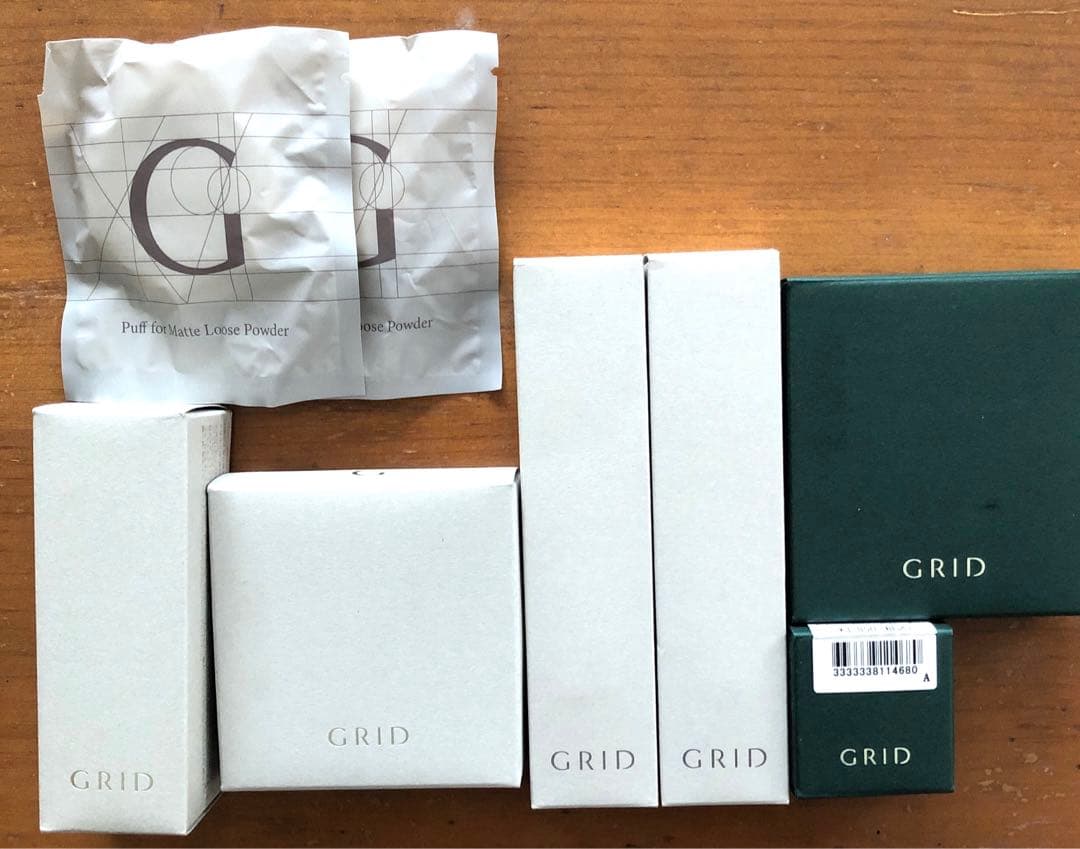 G
Puff for Matte Loose Powder
G
oose Powder
GRID
GRID
GRID
GRID
GRID
3333338114680
A
GRID